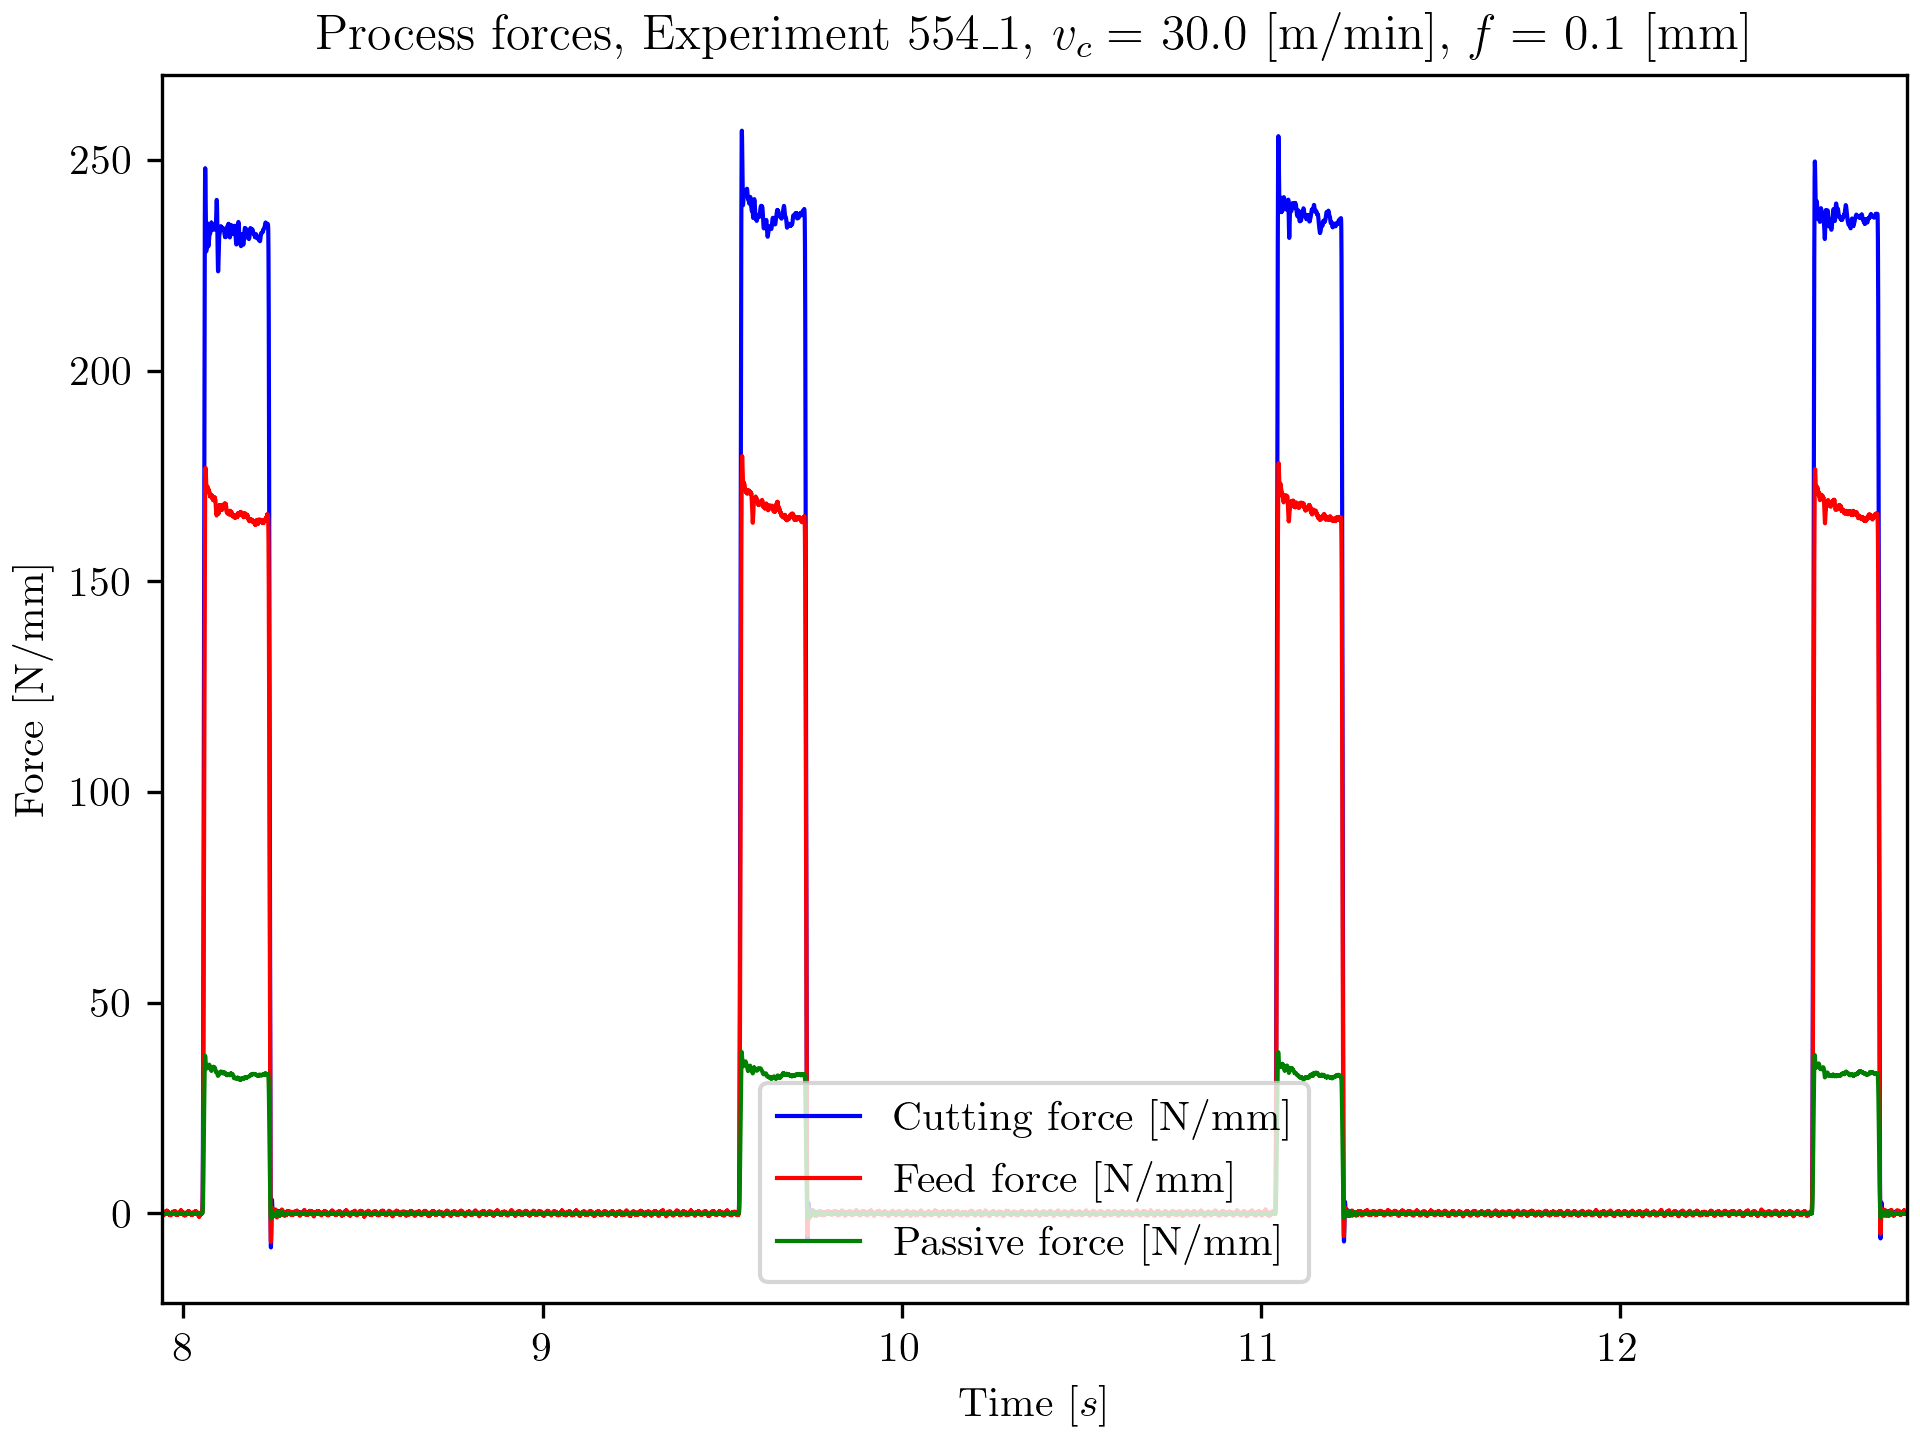 Process forces, Experiment 554_1, v_c = 30.0 [m/min], f = 0.1 [mm]
Force [N/mm]
250
200
150
100
50
0
Cutting force [N/mm]
Feed force [N/mm]
Passive force [N/mm]
8 9 10 11 12
Time [s]